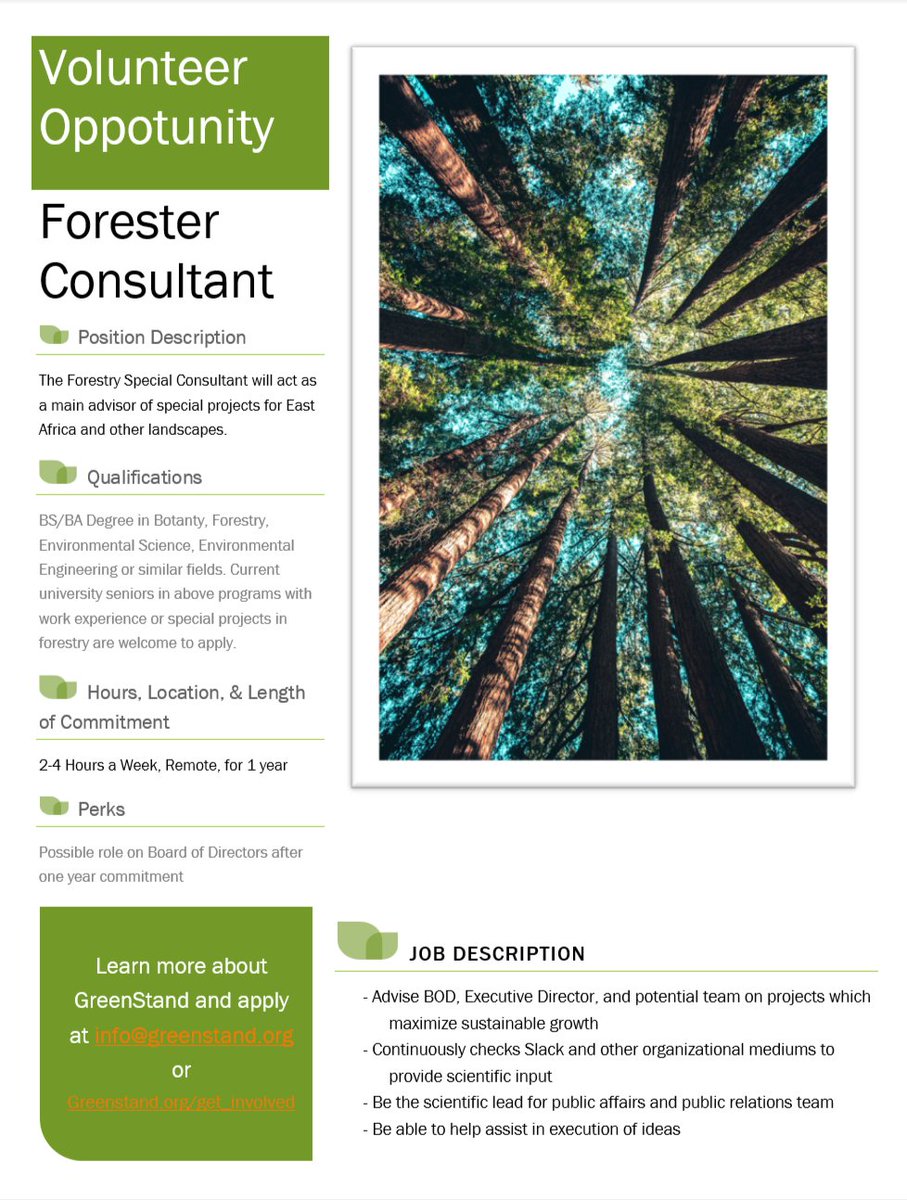 Volunteer
Oppotunity
Forester
Consultant
Position Description
The Forestry Special Consultant will act as
a main advisor of special projects for East
Africa and other landscapes.
Qualifications
BS/BA Degree in Botanty, Forestry,
Environmental Science, Environmental
Engineering or similar fields. Current
university seniors in above programs with
work experience or special projects in
forestry are welcome to apply.
Hours, Location, & Length
of Commitment
2-4 Hours a Week, Remote, for 1 year
Perks
Possible role on Board of Directors after
one year commitment
Learn more about
GreenStand and apply
at info@greenstand.org
or
Greenstand.org/get_involved
JOB DESCRIPTION
- Advise BOD, Executive Director, and potential team on projects which
maximize sustainable growth
- Continuously checks Slack and other organizational mediums to
provide scientific input
- Be the scientific lead for public affairs and public relations team
- Be able to help assist in execution of ideas